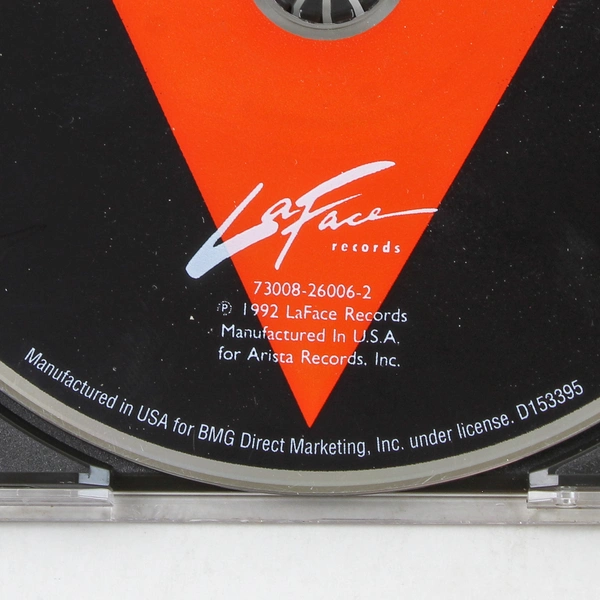 LaFace
records
73008-26006-2
℗ 1992 LaFace Records
Manufactured In U.S.A.
for Arista Records, Inc.
Manufactured in USA for BMG Direct Marketing, Inc. under license. D153395